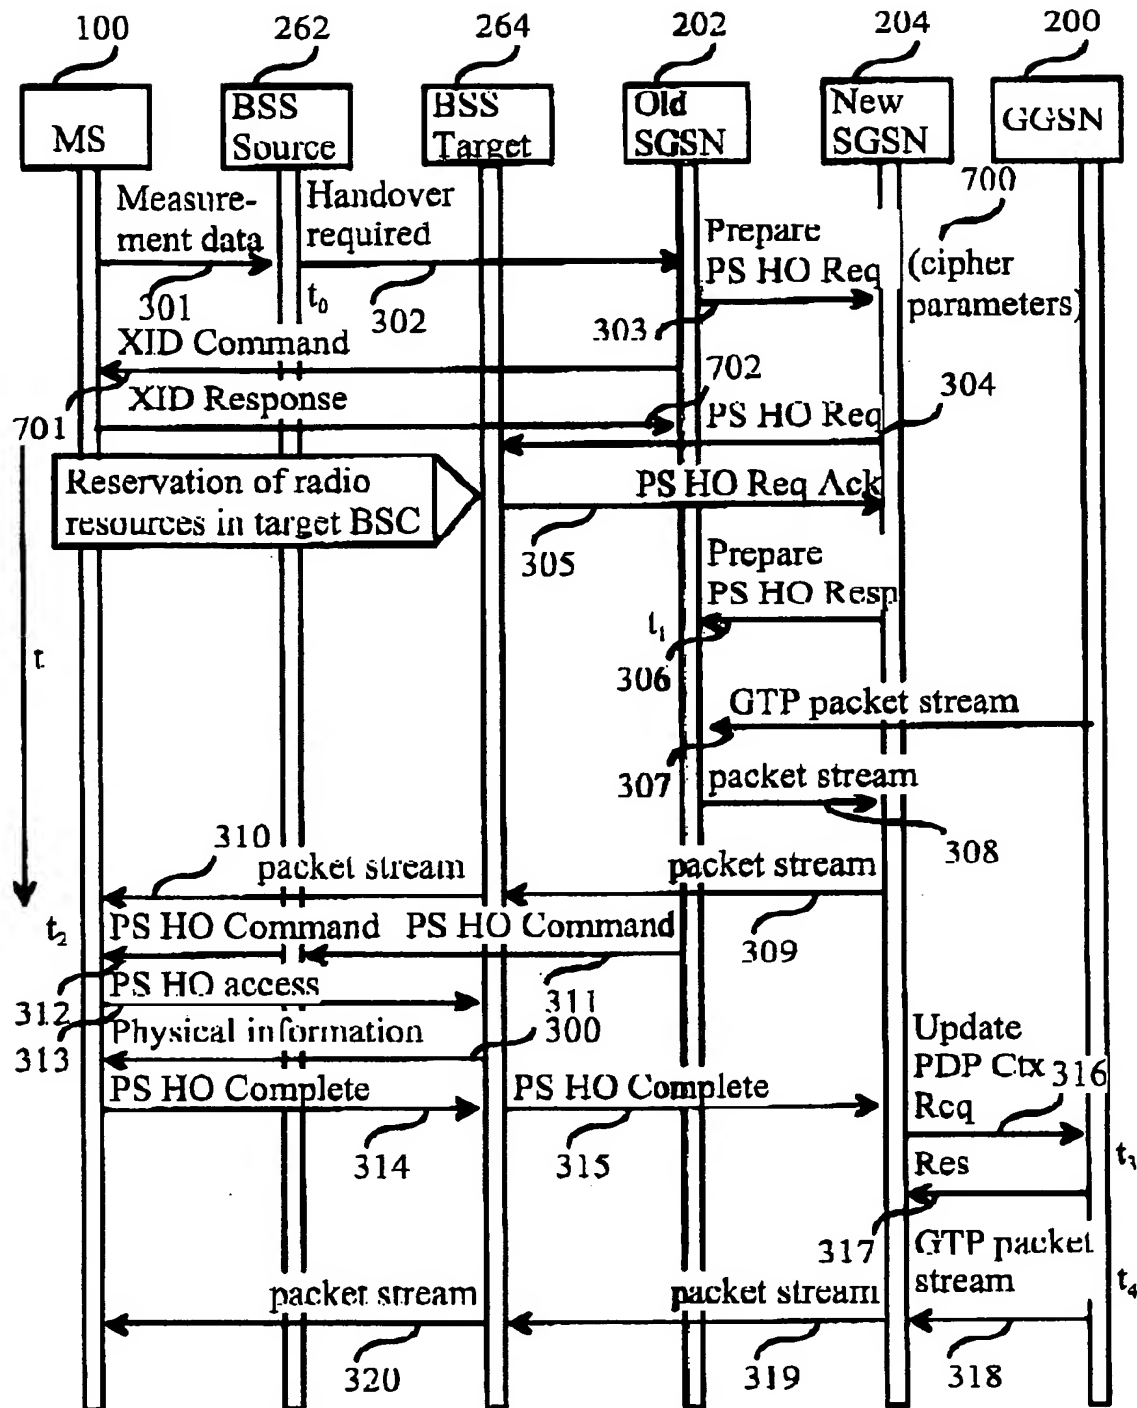 100 262 264 202 204 200
MS
BSS
Source
BSS
Target
Old
SGSN
New
SGSN
GGSN
700
Measure-
ment data
Handover
required
Prepare
PS HO Req
(cipher
parameters)
301
t0
302
303
XID Command
702
304
XID Response
PS HO Req
701
Reservation of radio
resources in target BSC
PS HO Req Ack
305
Prepare
PS HO Resp
t1
t
306
GTP packet stream
307
packet stream
308
310
packet stream
packet stream
t2
PS HO Command
PS HO Command
309
312
PS HO access
311
300
313
Physical information
Update
PDP Ctx
316
Req
PS HO Complete
PS HO Complete
314
315
t3
Res
317
GTP packet
stream
t4
packet stream
packet stream
320
319
318